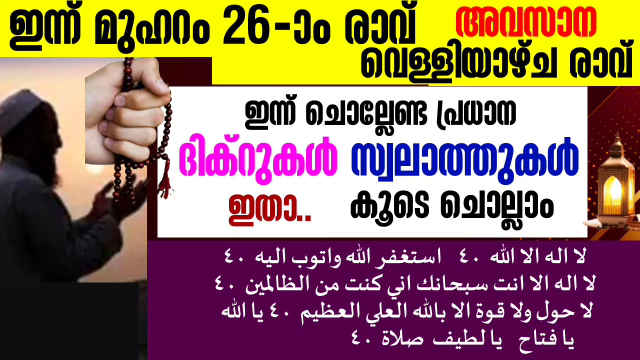 ഇന്ന് മുഹറം 26-ാം രാവ് അവസാന
വെള്ളിയാഴ്ച രാവ്
ഇന്ന് ചൊല്ലേണ്ട പ്രധാന
ദിക്റുകൾ സ്വലാത്തുകൾ
ഇതാ.. കൂടെ ചൊല്ലാം
لا اله الا الله ٤٠ استغفر الله واتوب اليه ٤٠
لا اله الا انت سبحانك اني كنت من الظالمين ٤٠
لا حول ولا قوة الا بالله العلي العظيم ٤٠ يا الله
يا فتاح يا لطيف صلاة ٤٠